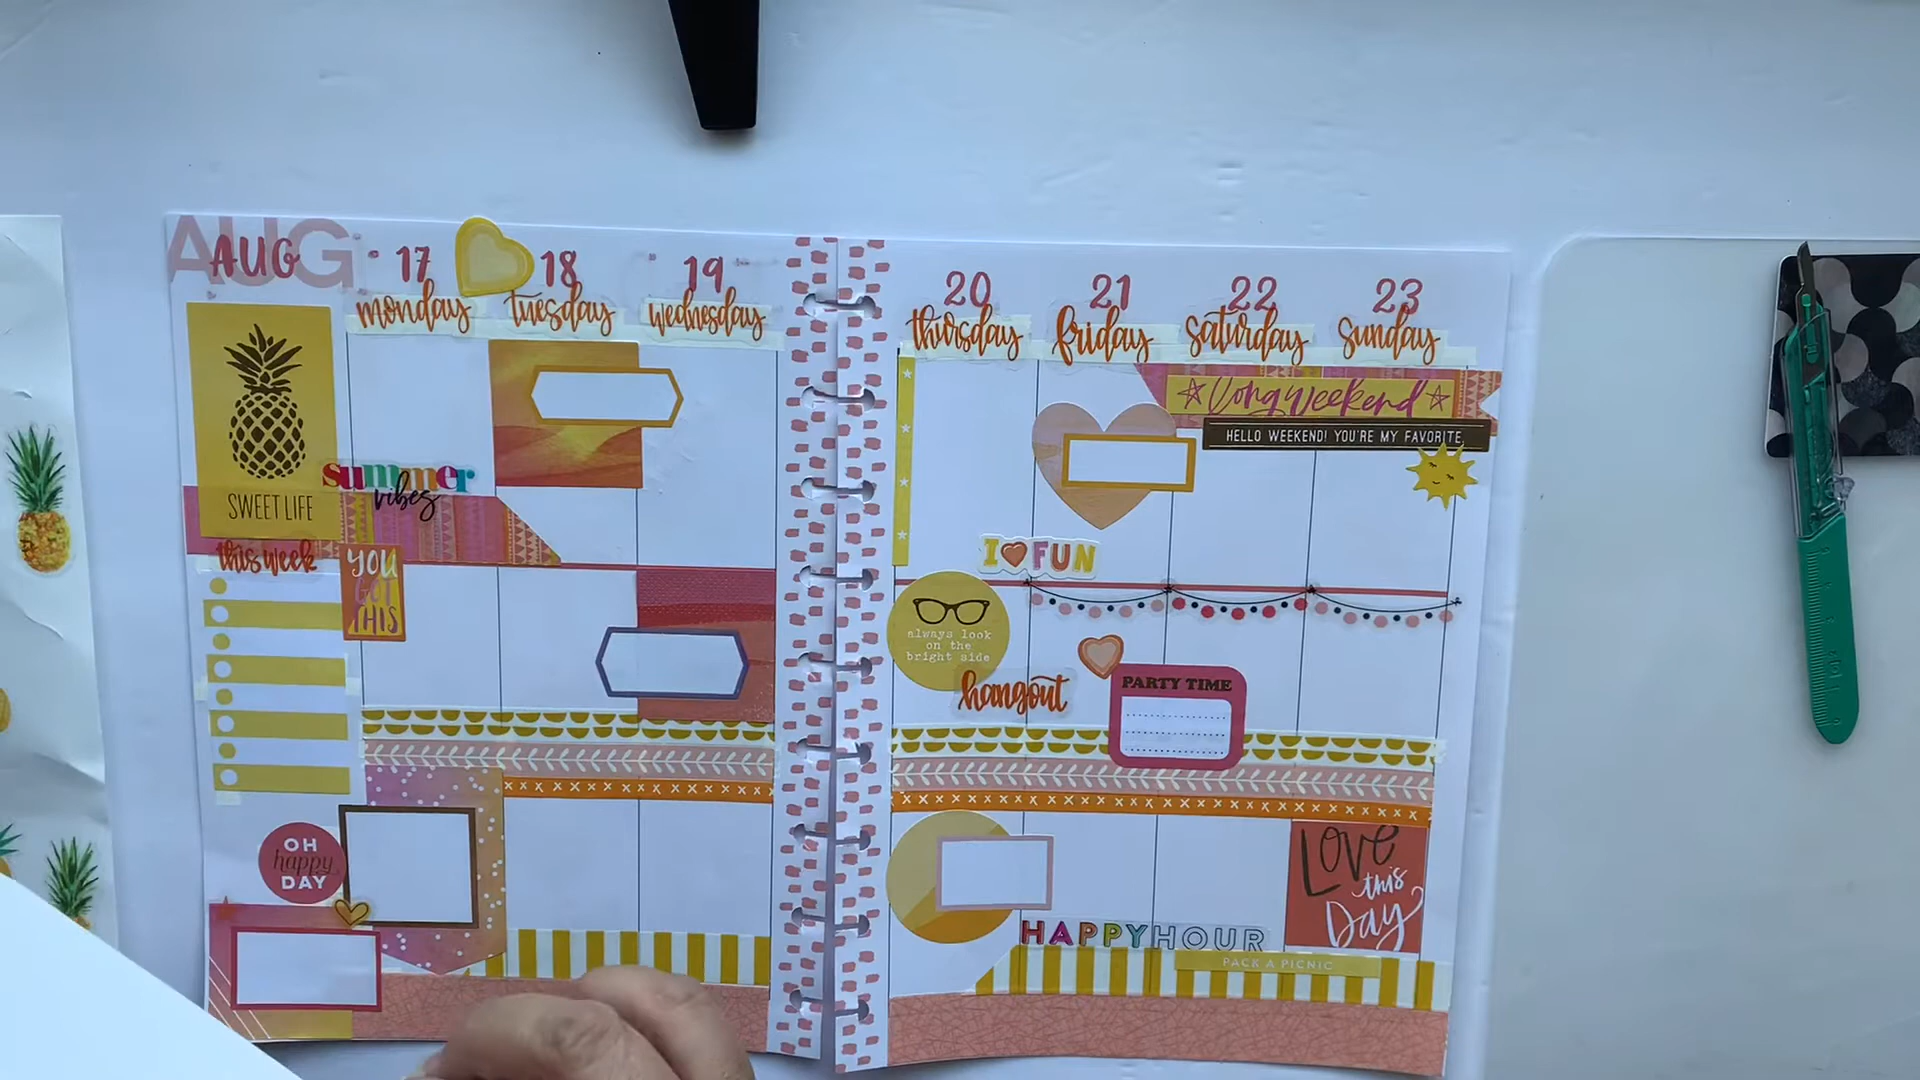 AUG
AUG
17
18
19
monday
tuesday
wednesday
20
21
22
23
thursday
friday
saturday
sunday
Long weekend
HELLO WEEKEND! YOU'RE MY FAVORITE.
SWEET LIFE
summer
vibes
this week
YOU
GOT
THIS
I FUN
always look
on the
bright side
hangout
PARTY TIME
OH
happy
DAY
LOVE
this
Day
HAPPY HOUR
PACK A PICNIC